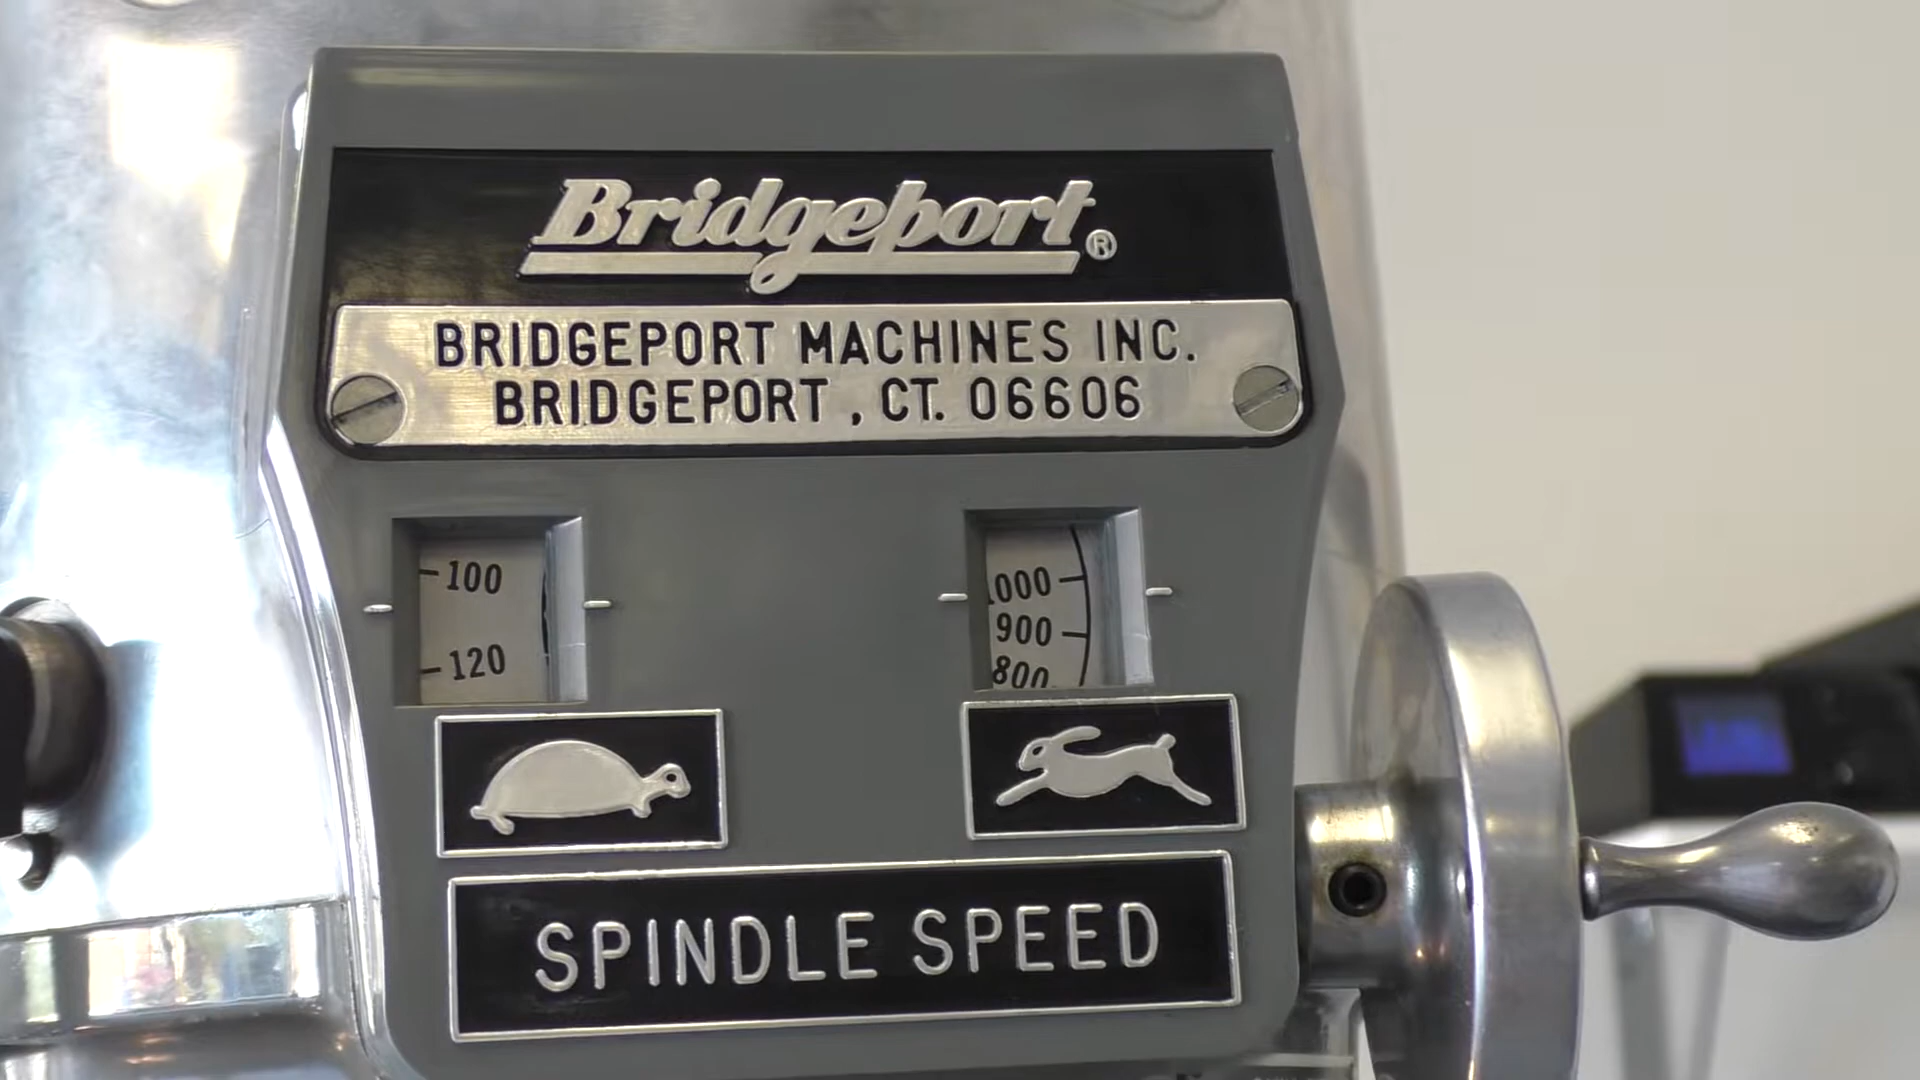 Bridgeport®
BRIDGEPORT MACHINES INC.
BRIDGEPORT, CT. 06606
100
120
1000
900
800
SPINDLE SPEED